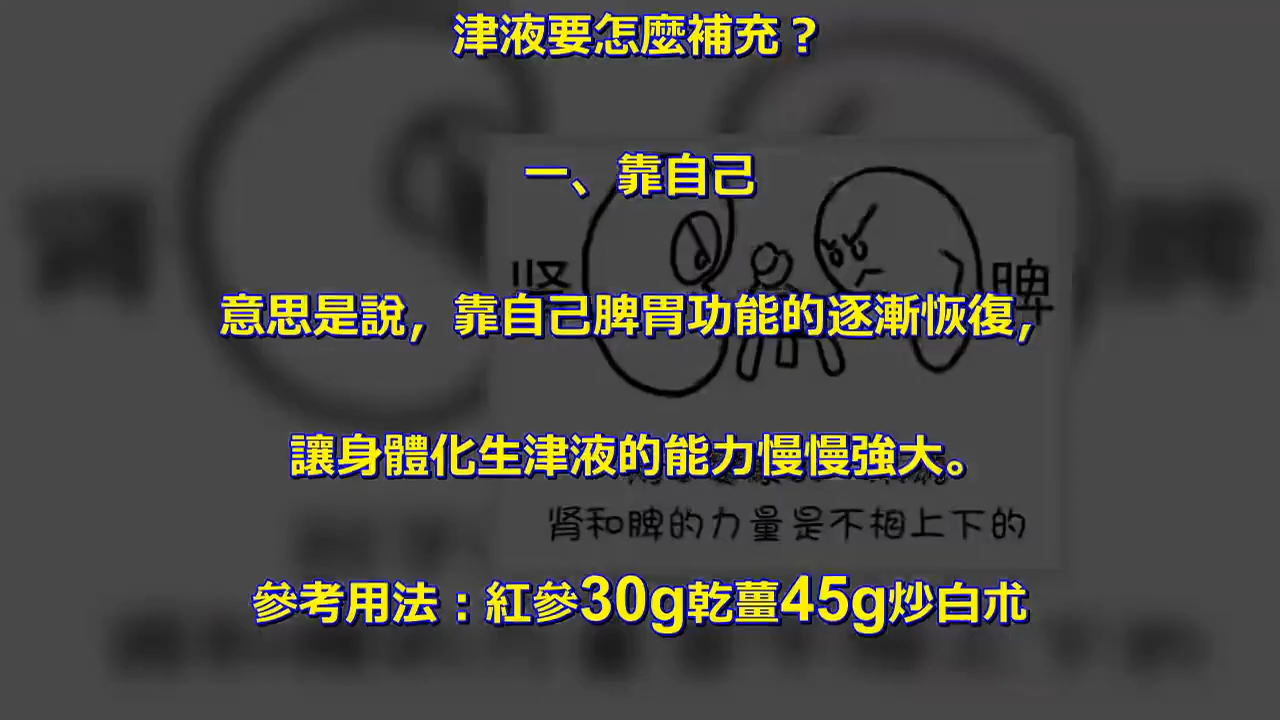 津液要怎麼補充？
一、靠自己
肾
脾
意思是說，靠自己脾胃功能的逐漸恢復，
讓身體化生津液的能力慢慢強大。
肾和脾的力量是不相上下的
參考用法：紅參30g乾薑45g炒白朮